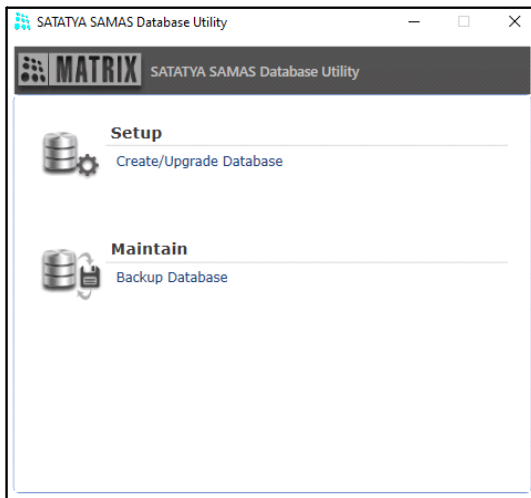 SATATYA SAMAS Database Utility
MATRIX SATATYA SAMAS Database Utility
Setup
Create/Upgrade Database
Maintain
Backup Database